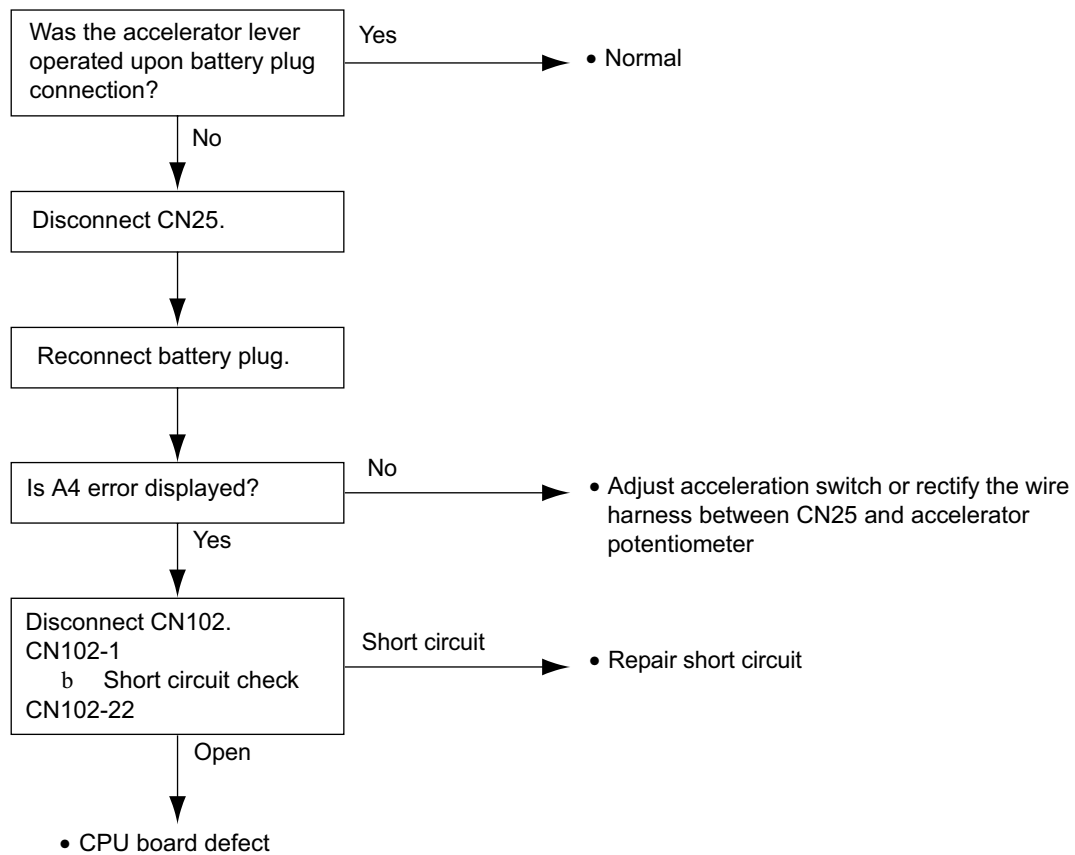 Was the accelerator lever
operated upon battery plug
connection?
Yes
• Normal
No
Disconnect CN25.
Reconnect battery plug.
Is A4 error displayed?
No
• Adjust acceleration switch or rectify the wire
harness between CN25 and accelerator
potentiometer
Yes
Disconnect CN102.
CN102-1
b Short circuit check
CN102-22
Short circuit
• Repair short circuit
Open
• CPU board defect